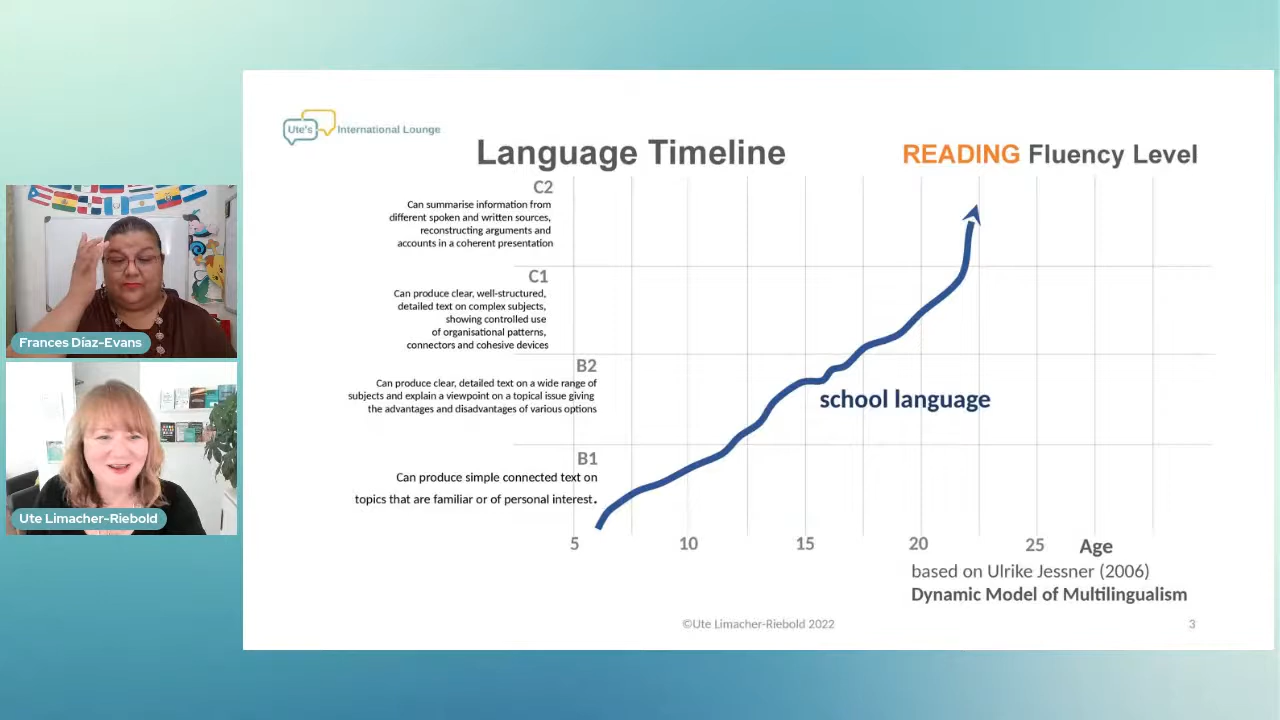 Ute's International Lounge
Language Timeline
READING Fluency Level
C2
Can summarise information from
different spoken and written sources,
reconstructing arguments and
accounts in a coherent presentation
C1
Can produce clear, well-structured,
detailed text on complex subjects,
showing controlled use
of organisational patterns,
connectors and cohesive devices
B2
Can produce clear, detailed text on a wide range of
subjects and explain a viewpoint on a topical issue giving
the advantages and disadvantages of various options
B1
Can produce simple connected text on
topics that are familiar or of personal interest.
school language
5 10 15 20 25 Age
based on Ulrike Jessner (2006)
Dynamic Model of Multilingualism
©Ute Limacher-Riebold 2022
3
Frances Díaz-Evans
Ute Limacher-Riebold